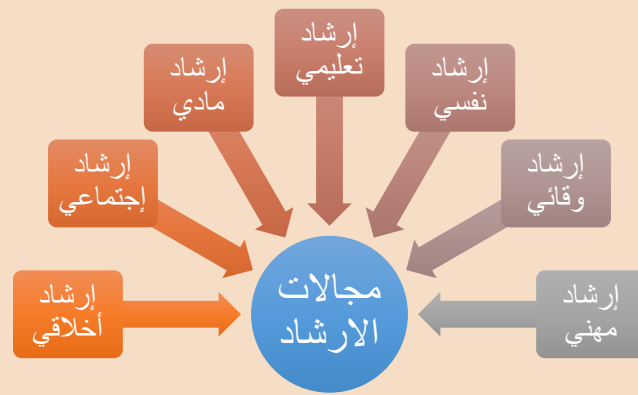 إرشاد
تعليمي
إرشاد
نفسي
إرشاد
مادي
إرشاد
وقائي
إرشاد
إجتماعي
إرشاد
مهني
مجالات
الارشاد
إرشاد
أخلاقي